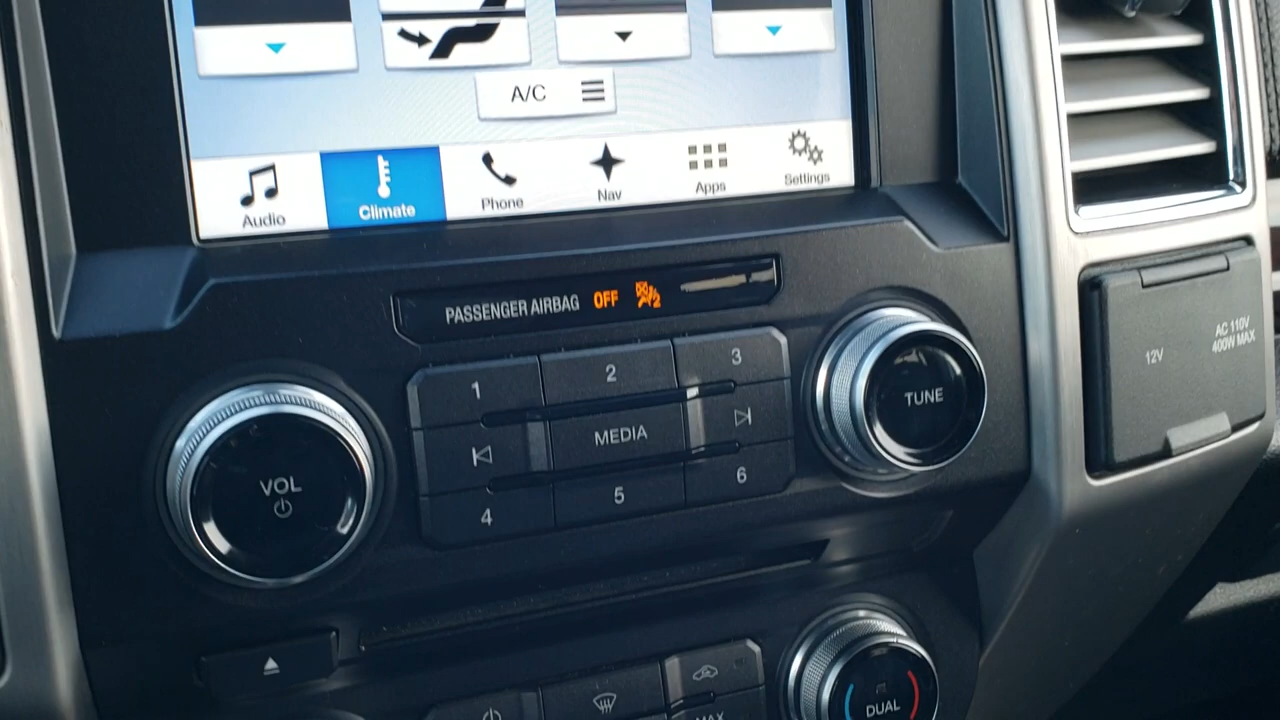 A/C
Audio
Climate
Phone
Nav
Apps
Settings
PASSENGER AIRBAG OFF 2
1
2
3
MEDIA
4
5
6
VOL
TUNE
12V
AC 110V
400W MAX
DUAL
MAX